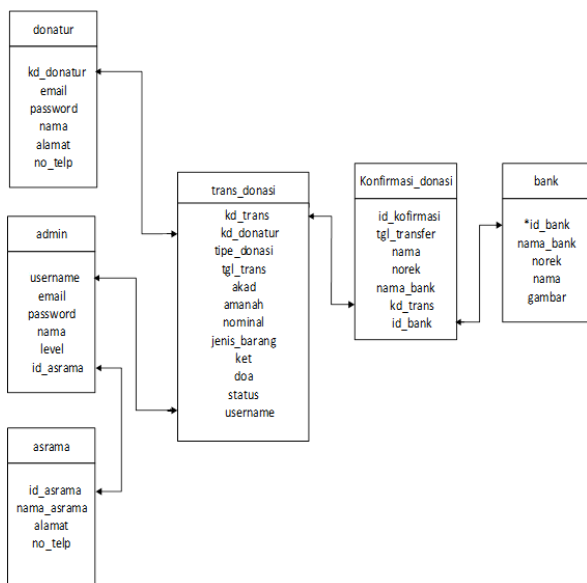 donatur
kd_donatur
email
password
nama
alamat
no_telp
admin
username
email
password
nama
level
id_asrama
asrama
id_asrama
nama_asrama
alamat
no_telp
trans_donasi
kd_trans
kd_donatur
tipe_donasi
tgl_trans
akad
amanah
nominal
jenis_barang
ket
doa
status
username
Konfirmasi_donasi
id_kofirmasi
tgl_transfer
nama
norek
nama_bank
kd_trans
id_bank
bank
*id_bank
nama_bank
norek
nama
gambar